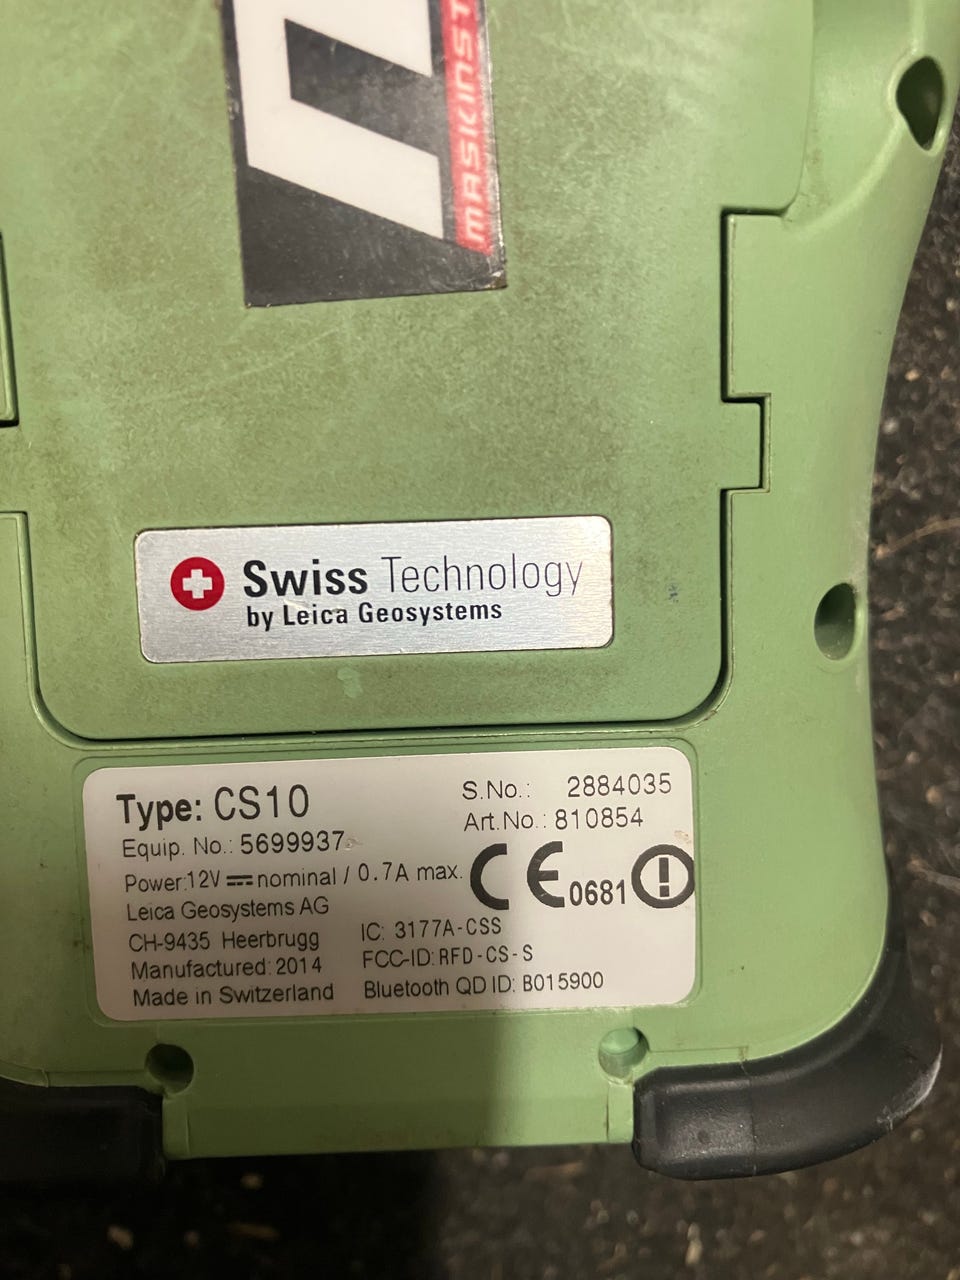 MASKINST
Swiss Technology
by Leica Geosystems
Type: CS10
S.No.: 2884035
Art.No.: 810854
Equip. No.: 5699937
Power:12V nominal / 0.7A max.
CE 0681
Leica Geosystems AG
CH-9435 Heerbrugg
Manufactured: 2014
Made in Switzerland
IC: 3177A-CSS
FCC-ID: RFD-CS-S
Bluetooth QD ID: B015900